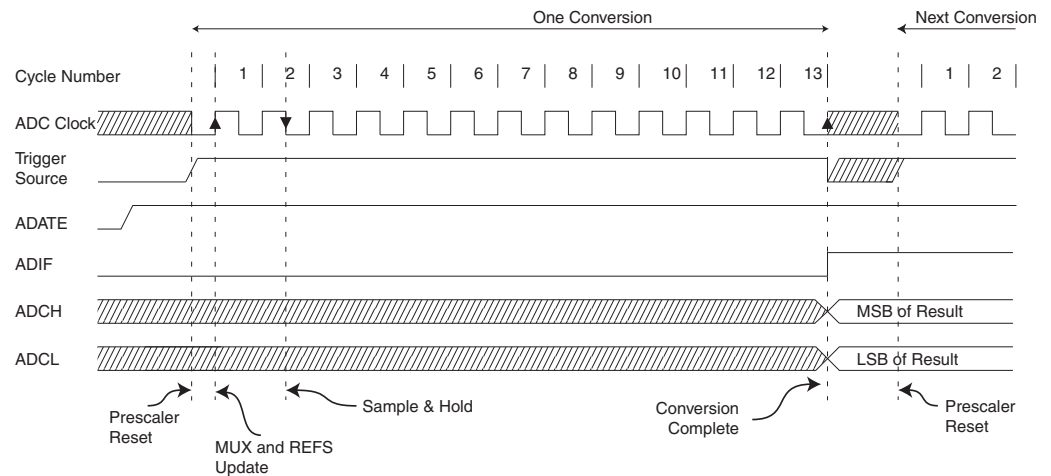 One Conversion Next Conversion
Cycle Number 1 2 3 4 5 6 7 8 9 10 11 12 13 1 2
ADC Clock
Trigger
Source
ADATE
ADIF
ADCH MSB of Result
ADCL LSB of Result
Prescaler
Reset
MUX and REFS
Update
Sample & Hold
Conversion
Complete
Prescaler
Reset